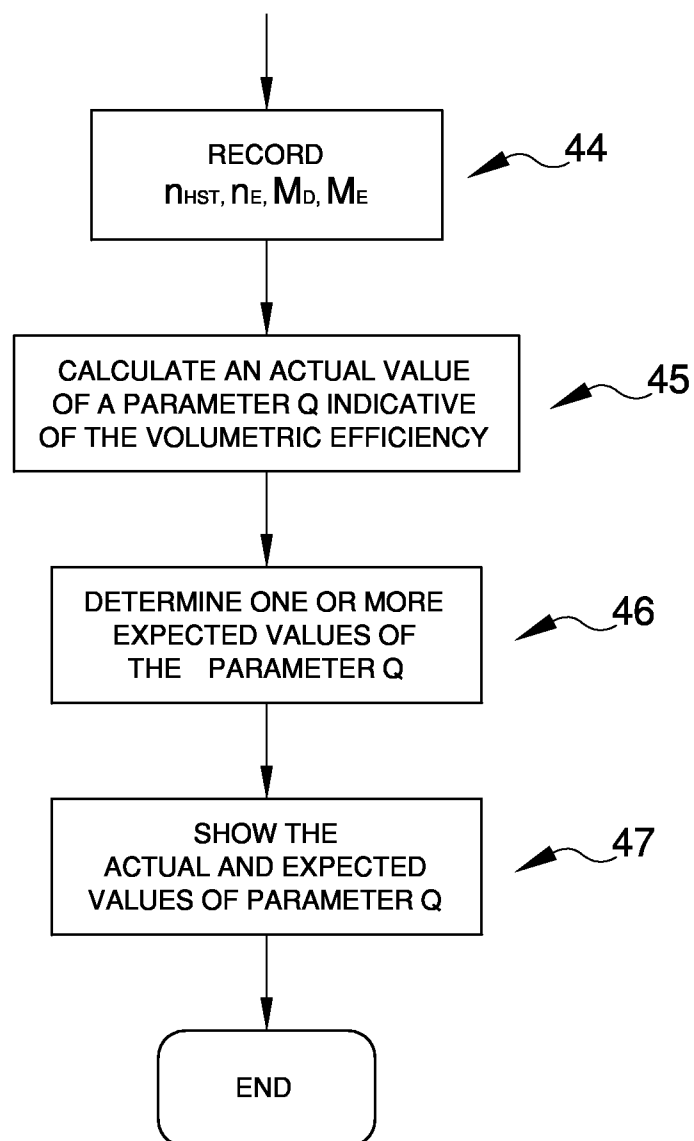 RECORD
nHST, nE, MD, ME
44
CALCULATE AN ACTUAL VALUE
OF A PARAMETER Q INDICATIVE
OF THE VOLUMETRIC EFFICIENCY
45
DETERMINE ONE OR MORE
EXPECTED VALUES OF
THE PARAMETER Q
46
SHOW THE
ACTUAL AND EXPECTED
VALUES OF PARAMETER Q
47
END